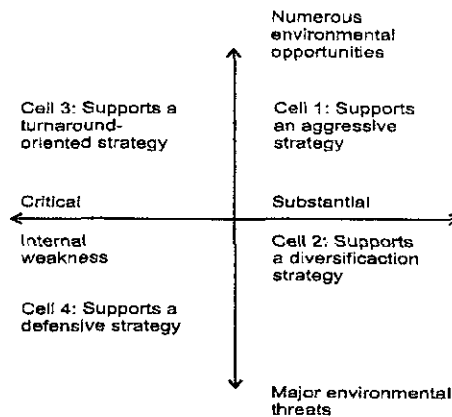 Numerous
environmental
opportunities
Cell 3: Supports a
turnaround-
oriented strategy
Cell 1: Supports
an aggressive
strategy
Critical
Substantial
Internal
weakness
Cell 2: Supports
a diversificaction
strategy
Cell 4: Supports a
defensive strategy
Major environmental
threats